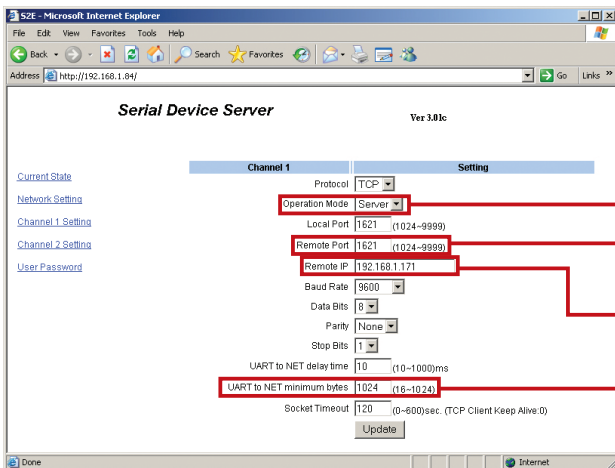 S2E - Microsoft Internet Explorer
File Edit View Favorites Tools Help
Back Search Favorites
Address http://192.168.1.84/ Go Links »
Serial Device Server Ver 3.01c
Channel 1 Setting
Current State
Protocol TCP
Network Setting
Operation Mode Server
Channel 1 Setting
Local Port 1621 (1024~9999)
Channel 2 Setting
Remote Port 1621 (1024~9999)
User Password
Remote IP 192.168.1.171
Baud Rate 9600
Data Bits 8
Parity None
Stop Bits 1
UART to NET delay time 10 (10~1000)ms
UART to NET minimum bytes 1024 (16~1024)
Socket Timeout 120 (0~600)sec. (TCP Client Keep Alive:0)
Update
Done Internet